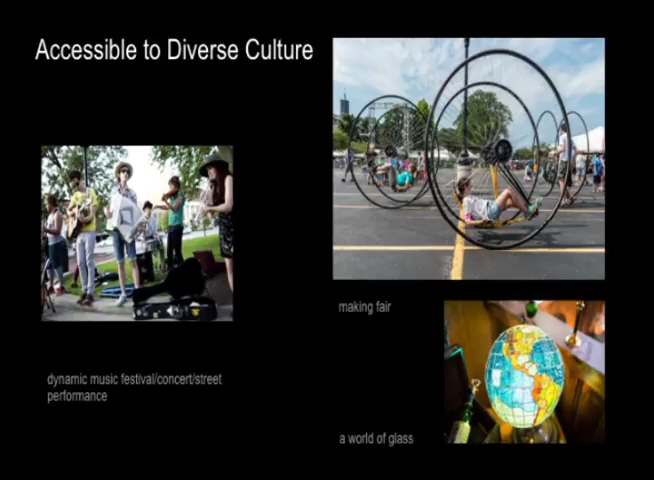 Accessible to Diverse Culture
dynamic music festival/concert/street
performance
making fair
a world of glass